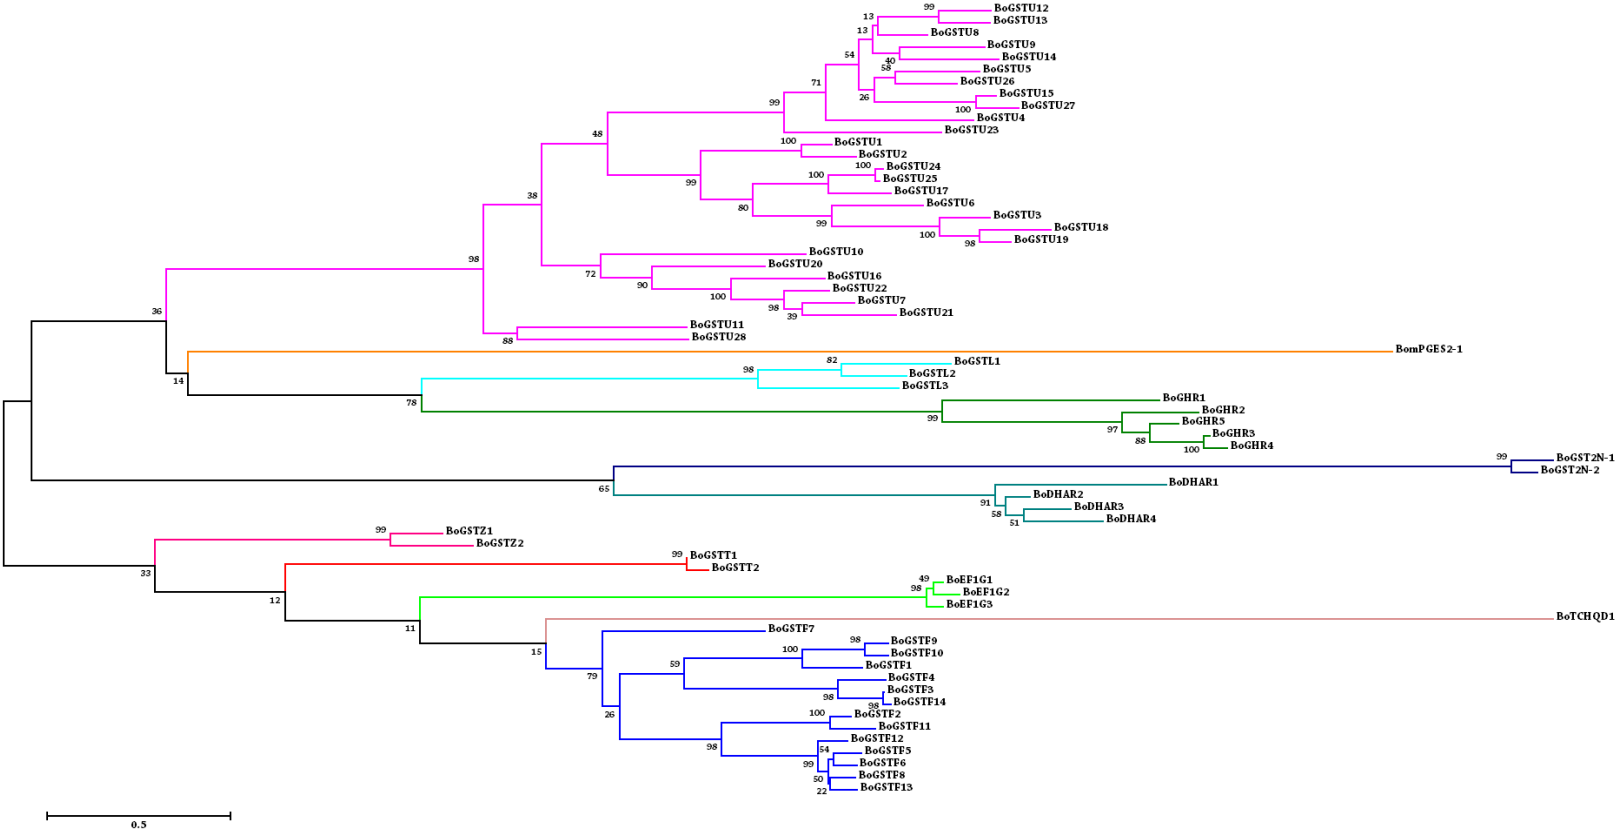 99 BoGSTU12
13 BoGSTU13
13 BoGSTU8
54 BoGSTU9
40 BoGSTU14
58 BoGSTU5
71 BoGSTU26
26 BoGSTU15
99 100 BoGSTU27
BoGSTU4
48 BoGSTU23
100 BoGSTU1
BoGSTU2
100 BoGSTU24
99 100 BoGSTU25
BoGSTU17
38 80 BoGSTU6
99 BoGSTU3
100 BoGSTU18
98 BoGSTU19
98 BoGSTU10
72 BoGSTU20
90 BoGSTU16
100 BoGSTU22
98 BoGSTU7
39 BoGSTU21
36 BoGSTU11
88 BoGSTU28
BomPGES2-1
14 82 BoGSTL1
98 BoGSTL2
BoGSTL3
78 BoGHR1
99 BoGHR2
97 BoGHR5
88 BoGHR3
100 BoGHR4
99 BoGST2N-1
BoGST2N-2
65 BoDHAR1
91 BoDHAR2
58 BoDHAR3
51 BoDHAR4
99 BoGSTZ1
BoGSTZ2
33 99 BoGSTT1
BoGSTT2
12 49 BoEF1G1
98 BoEF1G2
BoEF1G3
11 BoTCHQD1
BoGSTF7
15 98 BoGSTF9
100 BoGSTF10
59 BoGSTF1
79 BoGSTF4
98 BoGSTF3
98 BoGSTF14
26 100 BoGSTF2
BoGSTF11
98 BoGSTF12
54 BoGSTF5
99 BoGSTF6
50 BoGSTF8
22 BoGSTF13
0.5